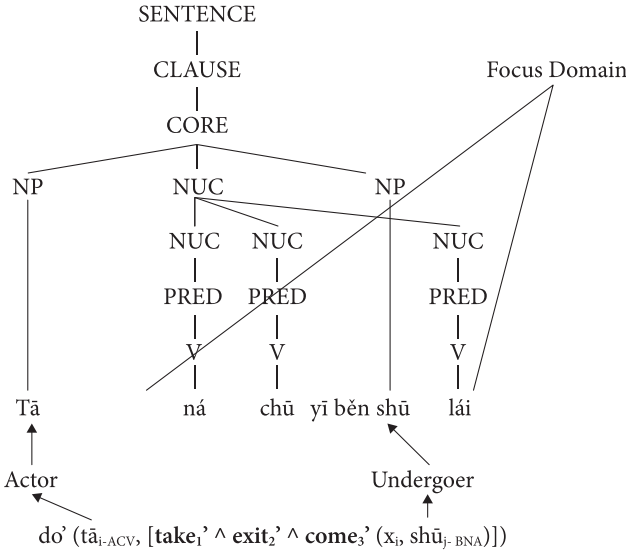 SENTENCE
CLAUSE Focus Domain
CORE
NP NUC NP
NUC NUC NUC
PRED PRED PRED
V V V
Tā ná chū yī běn shū lái
Actor Undergoer
do’ (tāi-ACV, [take₁’ ^ exit₂’ ^ come₃’ (xi, shūj- BNA)])